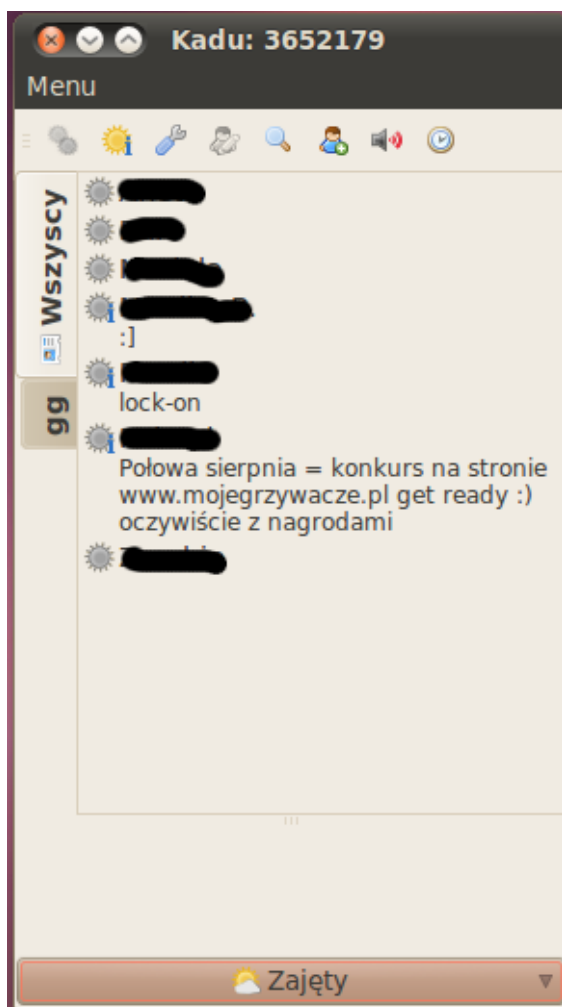 Kadu: 3652179
Menu
Wszyscy
gg
:]
lock-on
Połowa sierpnia = konkurs na stronie
www.mojegrzywacze.pl get ready :)
oczywiście z nagrodami
Zajęty